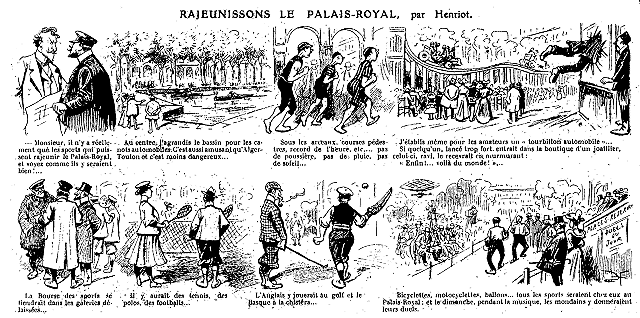 RAJEUNISSONS LE PALAIS-ROYAL, par Henriot.
— Monsieur, il n'y a réelle-
ment que les sports qui puis-
sent rajeunir le Palais-Royal,
et voyez comme ils y seraient
bien!...
Au centre, j'agrandis le bassin pour les ca-
nots automobiles. C'est aussi amusant qu'Alger-
Toulon et c'est moins dangereux...
Sous les arceaux, courses pédes-
tres, record de l'heure, etc,... pas
de poussière, pas de pluie, pas
de soleil...
J'établis même pour les amateurs un « tourbillon automobile »...
Si quelqu'un, lancé trop fort, entrait dans la boutique d'un joaillier,
celui-ci, ravi, le recevrait en murmurant:
« Enfin!... voilà du monde! »...
La Bourse des sports se
tiendrait dans les galeries dé-
laissées...
Il y aurait des tennis, des
polos, des footballs...
L'Anglais y jouerait au golf et le
Basque à la chistera...
Bicyclettes, motocyclettes, ballons... tous les sports seraient chez eux au
Palais-Royal; et le dimanche, pendant la musique, les mondains y donneraient
leurs duels.
DUELS
JOUR